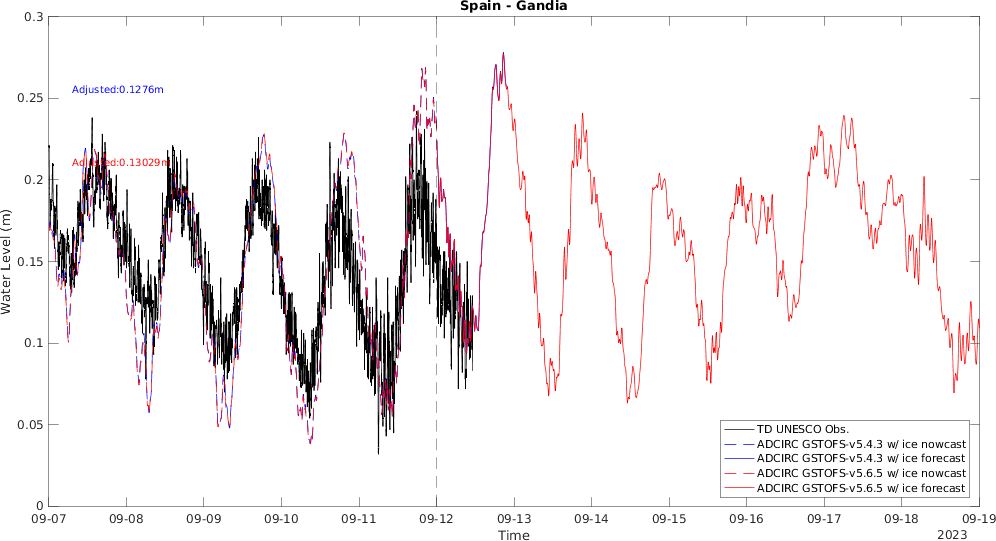 Spain - Gandia
Water Level (m)
0.3
0.25
0.2
0.15
0.1
0.05
0
Adjusted:0.1276m
Adjusted:0.13029m
TD UNESCO Obs.
ADCIRC GSTOFS-v5.4.3 w/ ice nowcast
ADCIRC GSTOFS-v5.4.3 w/ ice forecast
ADCIRC GSTOFS-v5.6.5 w/ ice nowcast
ADCIRC GSTOFS-v5.6.5 w/ ice forecast
09-07 09-08 09-09 09-10 09-11 09-12 09-13 09-14 09-15 09-16 09-17 09-18 09-19
Time
2023